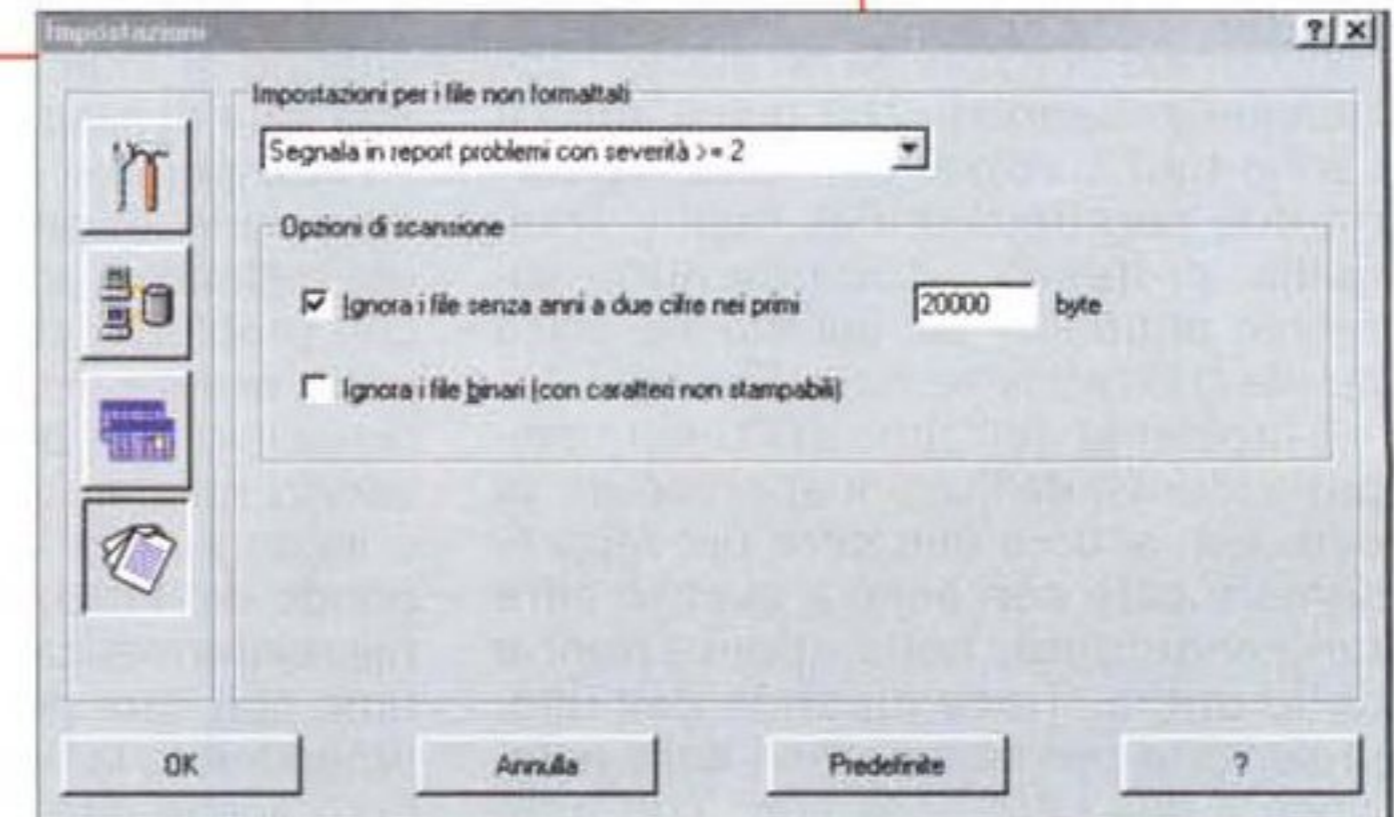 Impostazioni
Impostazioni per i file non formattati
Segnala in report problemi con severità >= 2
Opzioni di scansione
Ignora i file senza anni a due cifre nei primi 20000 byte
Ignora i file binari (con caratteri non stampabili)
OK Annulla Predefinite ?